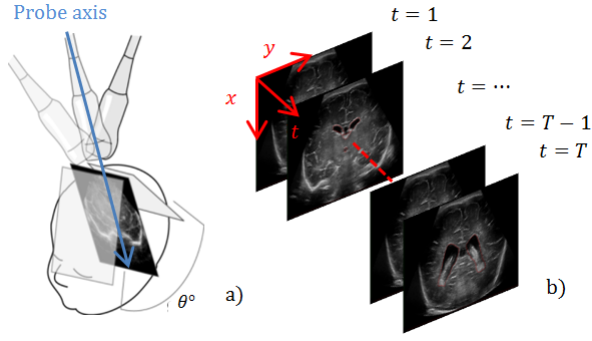 Probe axis
θ°
a)
y
x
t
t = 1
t = 2
t = ⋯
t = T − 1
t = T
b)